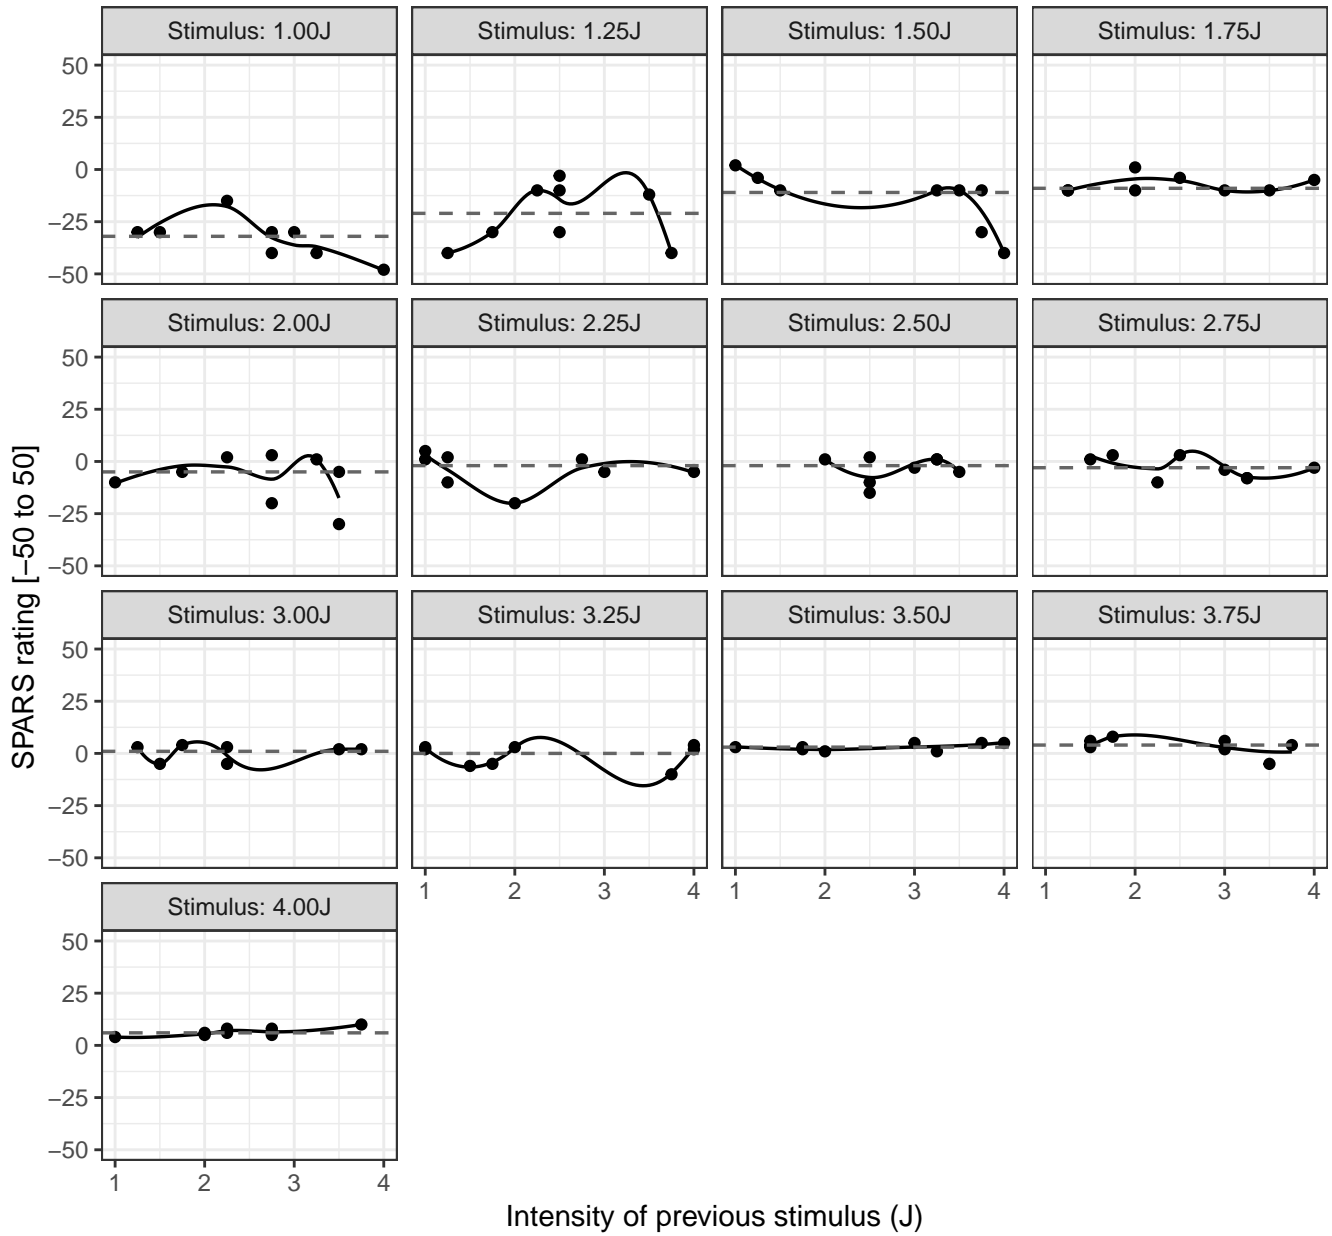 Stimulus: 1.00J
Stimulus: 1.25J
Stimulus: 1.50J
Stimulus: 1.75J
50
25
0
−25
−50
Stimulus: 2.00J
Stimulus: 2.25J
Stimulus: 2.50J
Stimulus: 2.75J
50
25
0
−25
−50
SPARS rating [−50 to 50]
Stimulus: 3.00J
Stimulus: 3.25J
Stimulus: 3.50J
Stimulus: 3.75J
50
25
0
−25
−50
1 2 3 4
1 2 3 4
1 2 3 4
Stimulus: 4.00J
50
25
0
−25
−50
1 2 3 4
Intensity of previous stimulus (J)